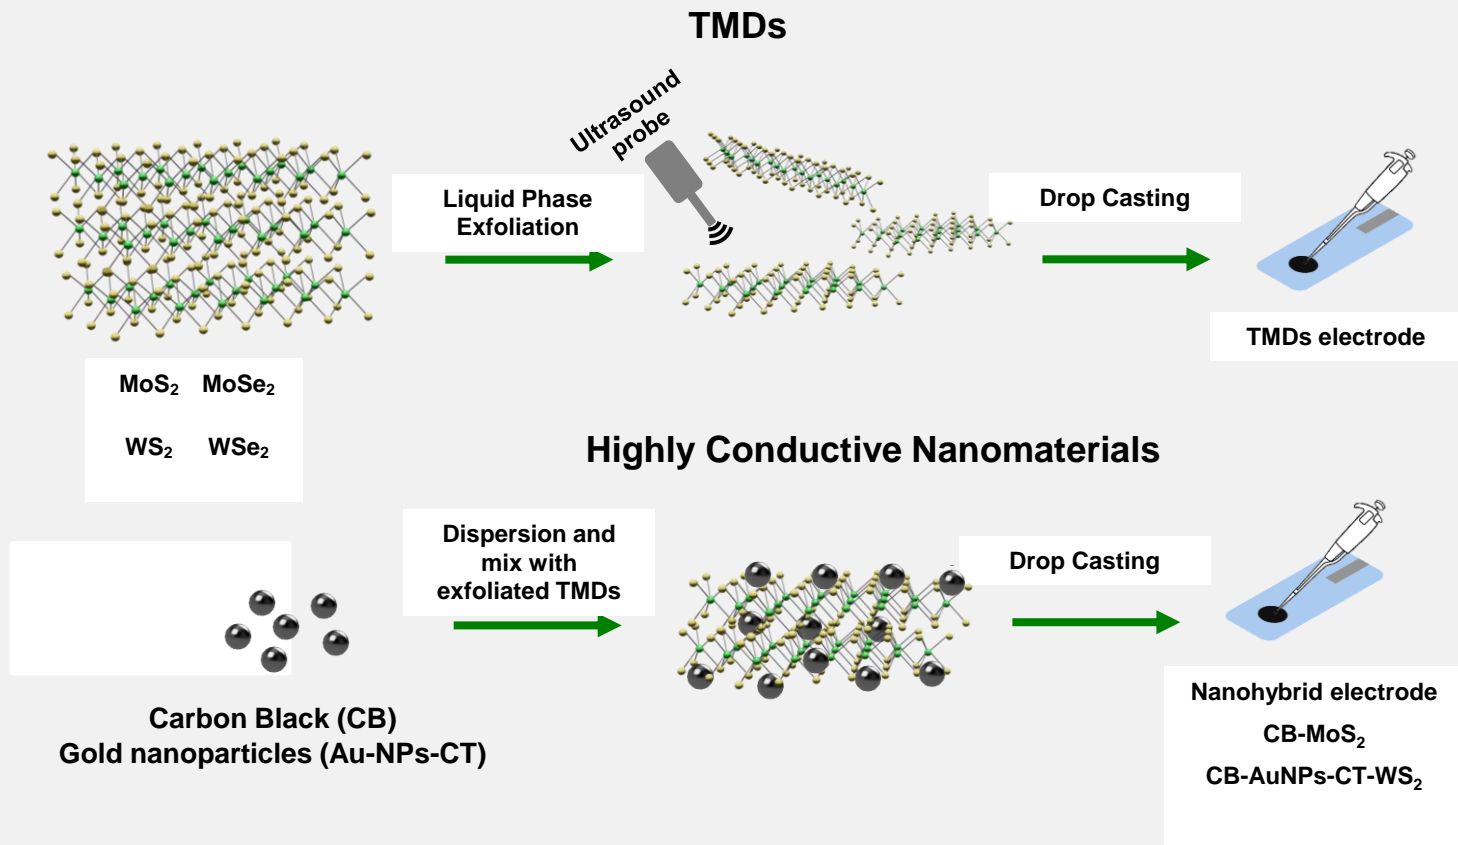 TMDs
Ultrasound
probe
Liquid Phase
Exfoliation
Drop Casting
TMDs electrode
MoS₂ MoSe₂
WS₂ WSe₂
Highly Conductive Nanomaterials
Dispersion and
mix with
exfoliated TMDs
Drop Casting
Carbon Black (CB)
Gold nanoparticles (Au-NPs-CT)
Nanohybrid electrode
CB-MoS₂
CB-AuNPs-CT-WS₂